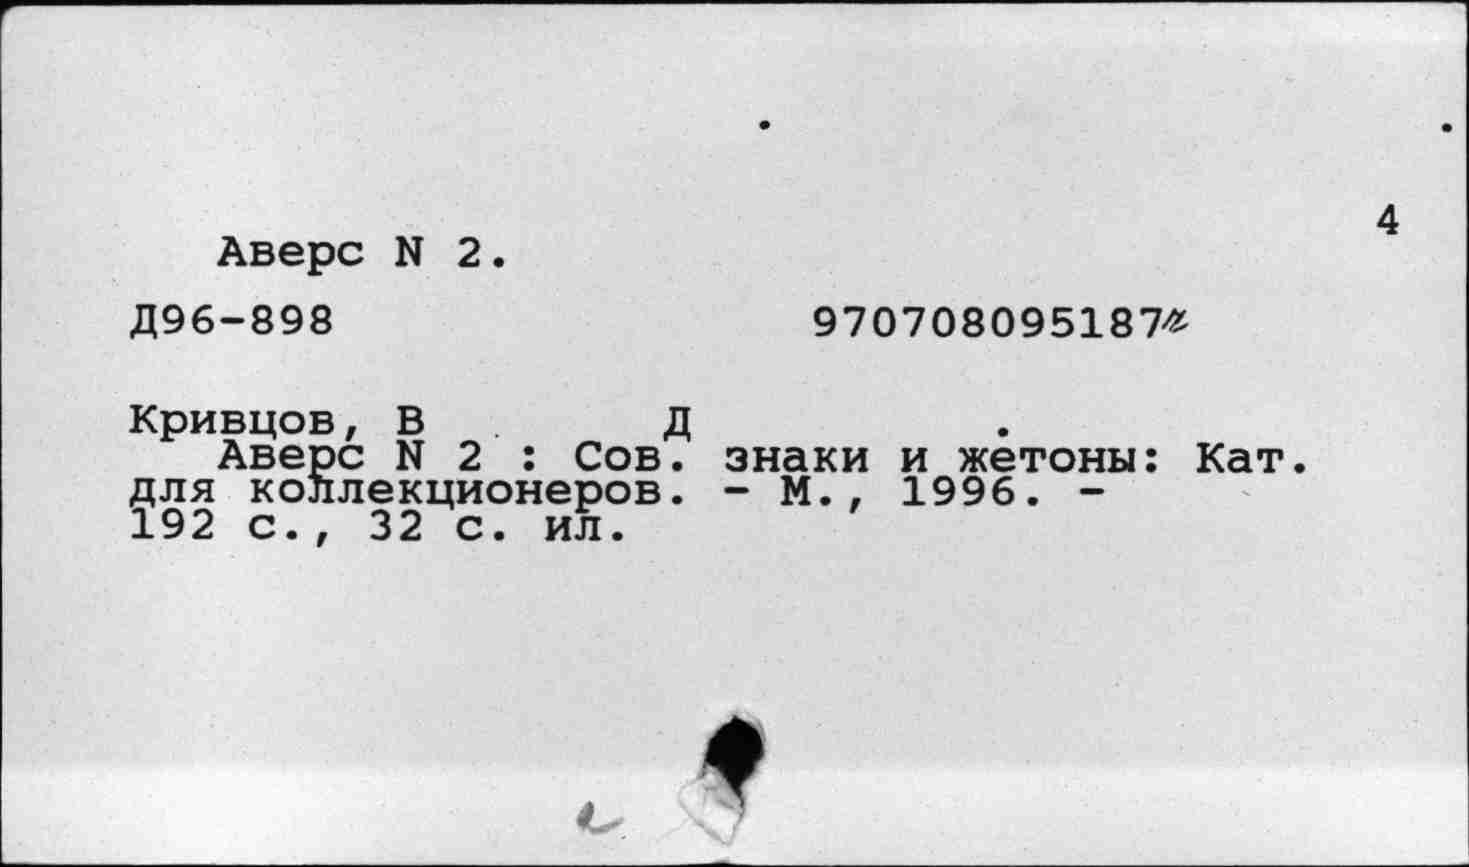 4
Аверс N 2.
Д96-898 970708095187
Кривцов, В Д .
Аверс N 2 : Сов. знаки и жетоны: Кат.
для коллекционеров. - М., 1996. -
192 с., 32 с. ил.